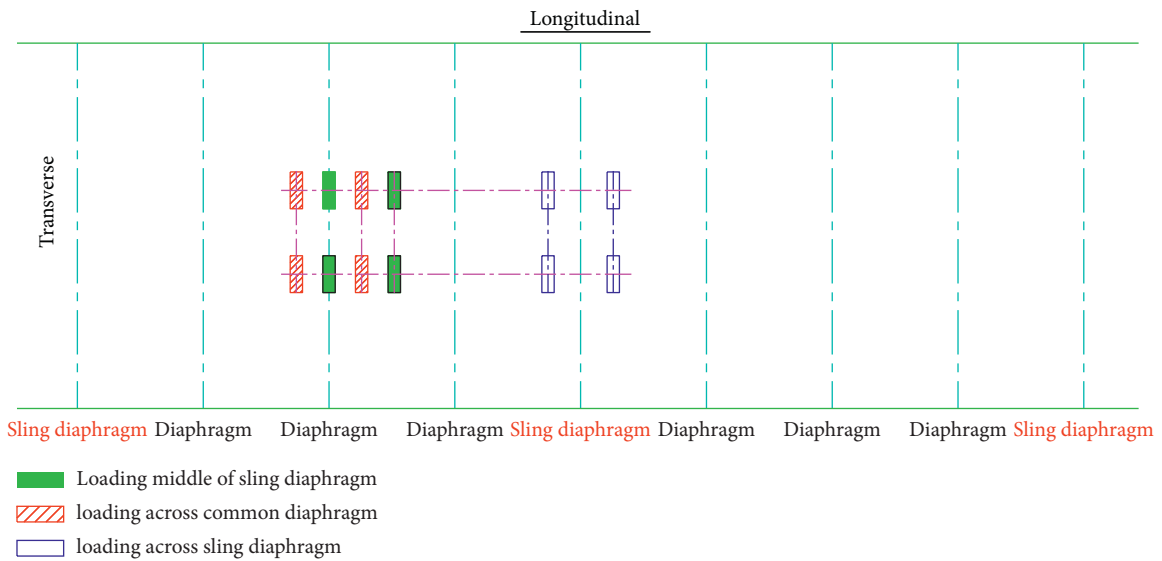 Longitudinal
Transverse
Sling diaphragm Diaphragm Diaphragm Diaphragm Sling diaphragm Diaphragm Diaphragm Diaphragm Sling diaphragm
Loading middle of sling diaphragm
loading across common diaphragm
loading across sling diaphragm